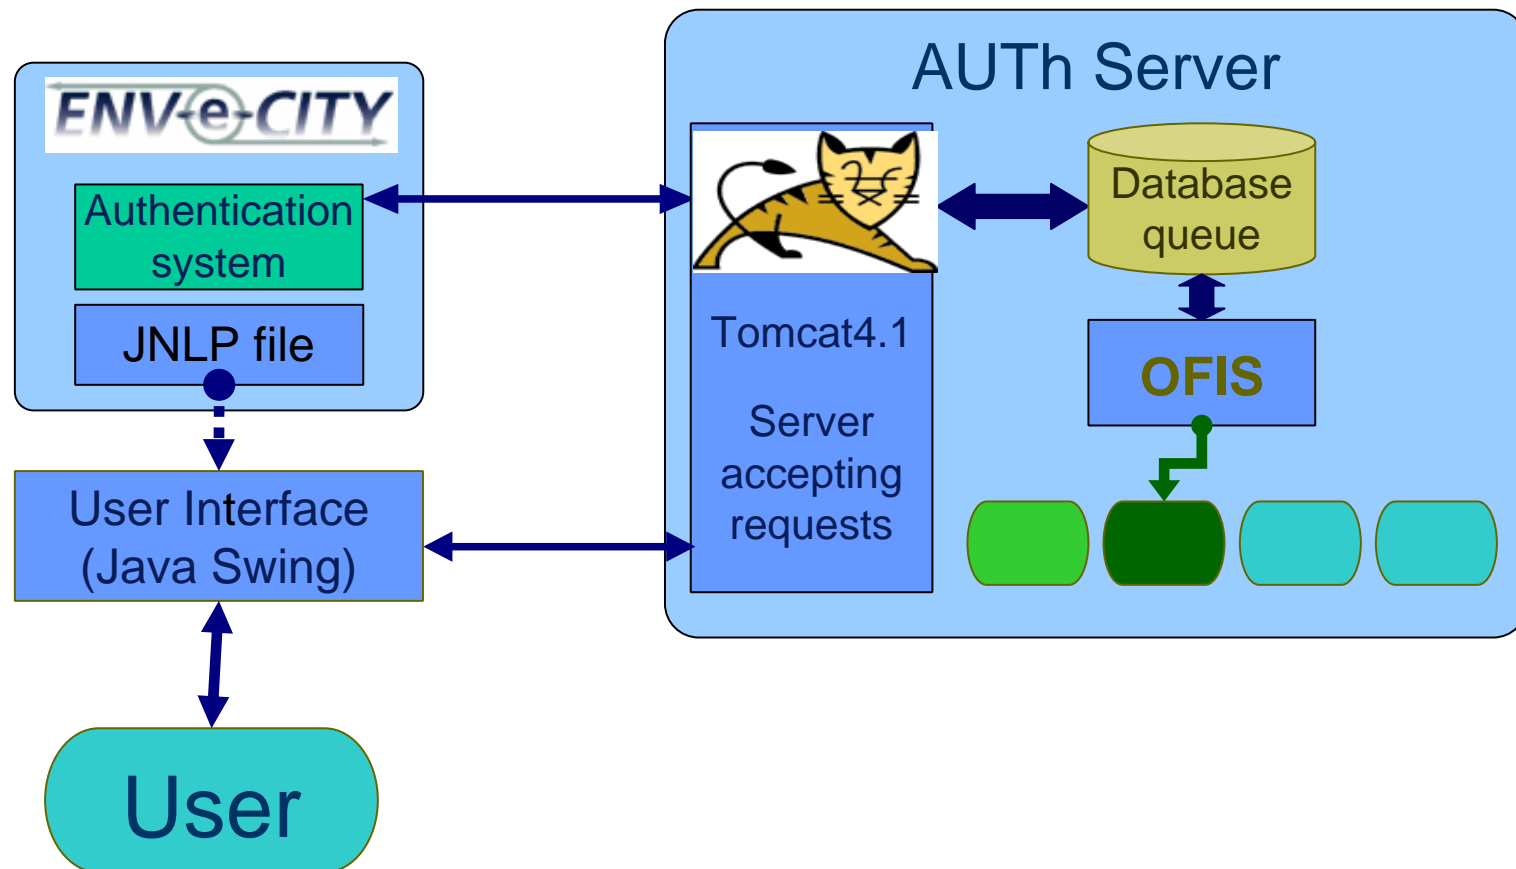 ENV-e-CITY
Authentication
system
JNLP file
User Interface
(Java Swing)
User
AUTh Server
Tomcat4.1
Server
accepting
requests
Database
queue
OFIS